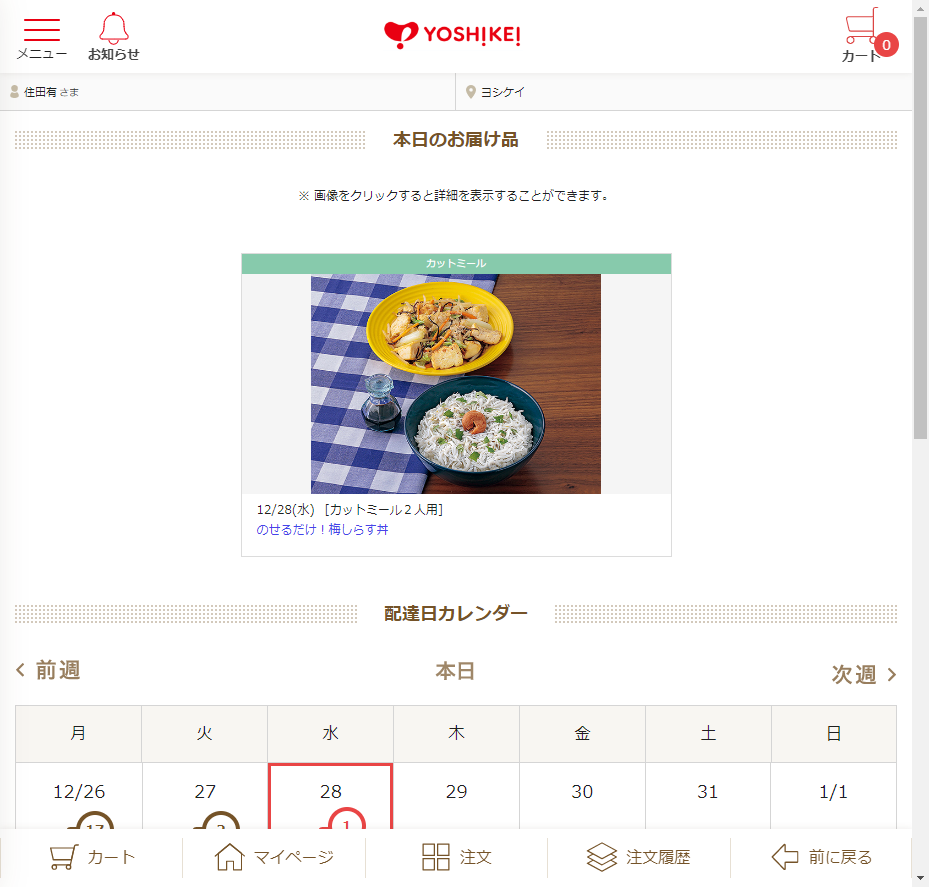 メニュー
お知らせ
YOSHIKEI
カート
0
住田有 さま
ヨシケイ
本日のお届け品
※ 画像をクリックすると詳細を表示することができます。
カットミール
12/28(水) [カットミール２人用]
のせるだけ！梅しらす丼
配達日カレンダー
前週
本日
次週
月 火 水 木 金 土 日
12/26 27 28 29 30 31 1/1
1
カート
マイページ
注文
注文履歴
前に戻る